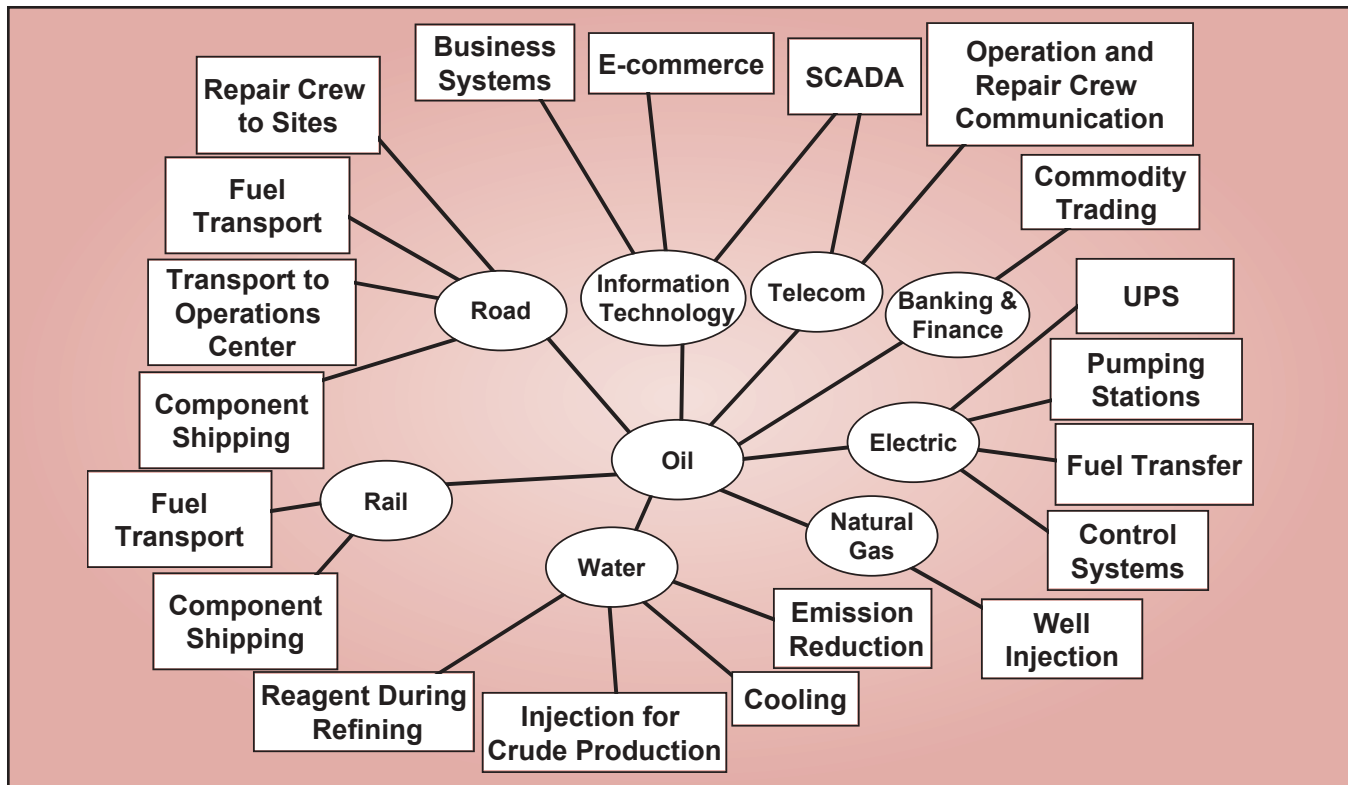 Business
Systems
E-commerce
SCADA
Operation and
Repair Crew
Communication
Repair Crew
to Sites
Commodity
Trading
Fuel
Transport
Transport to
Operations
Center
Component
Shipping
Road
Information
Technology
Telecom
Banking &
Finance
UPS
Pumping
Stations
Electric
Fuel Transfer
Control
Systems
Oil
Rail
Fuel
Transport
Component
Shipping
Natural
Gas
Water
Emission
Reduction
Well
Injection
Reagent During
Refining
Injection for
Crude Production
Cooling